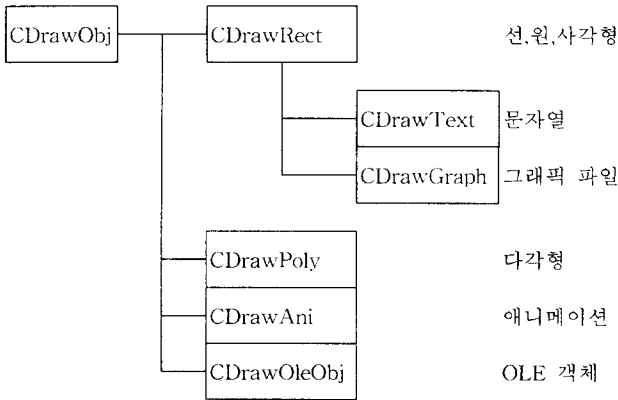 CDrawObj CDrawRect 선,원,사각형
CDrawText 문자열
CDrawGraph 그래픽 파일
CDrawPoly 다각형
CDrawAni 애니메이션
CDrawOleObj OLE 객체